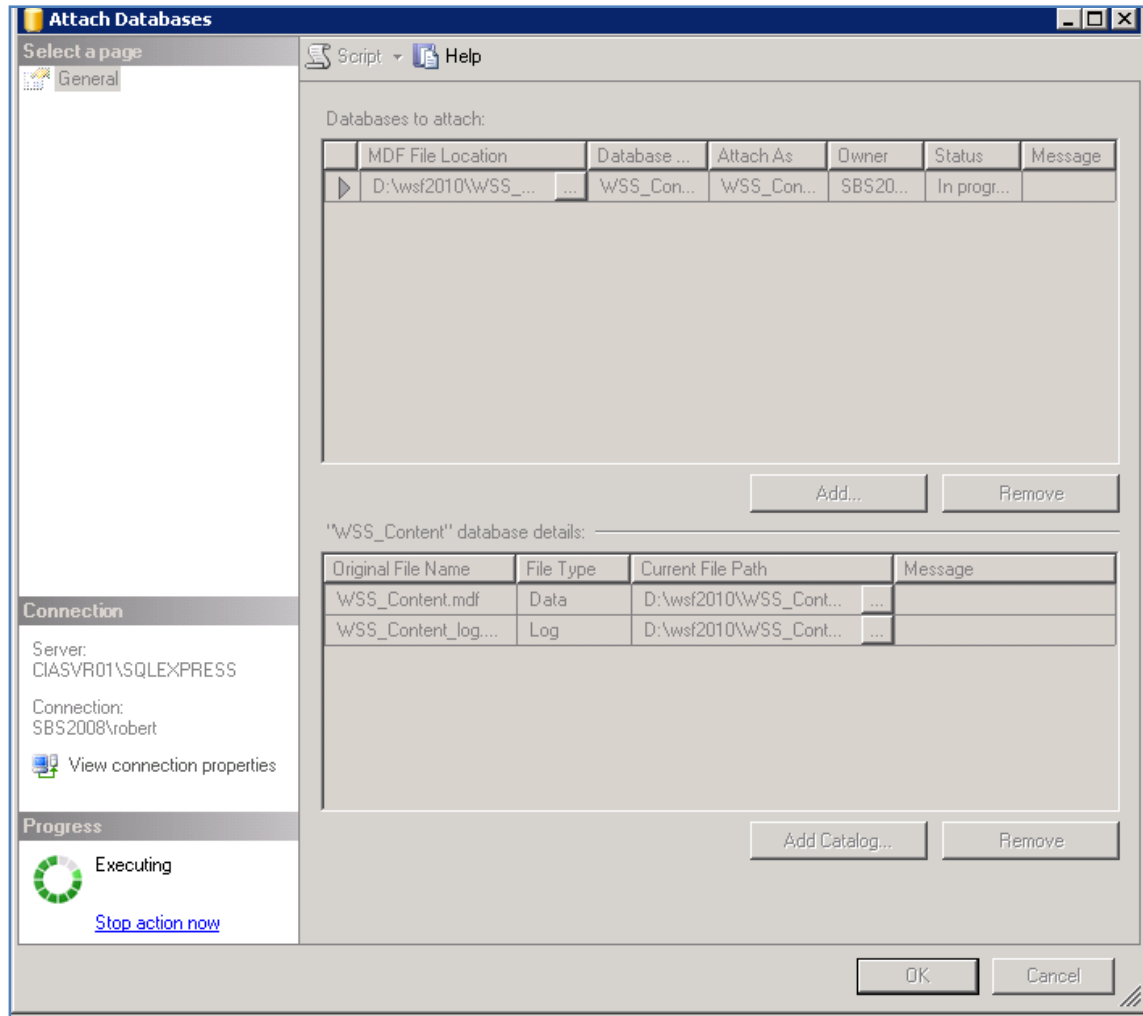 Attach Databases
Select a page
General
Script Help
Databases to attach:
MDF File Location Database ... Attach As Owner Status Message
D:\wsf2010\WSS_... ... WSS_Con... WSS_Con... SBS20... In progr...
Add... Remove
"WSS_Content" database details:
Original File Name File Type Current File Path Message
WSS_Content.mdf Data D:\wsf2010\WSS_Cont... ...
WSS_Content_log.... Log D:\wsf2010\WSS_Cont... ...
Add Catalog... Remove
Connection
Server:
CIASVR01\SQLEXPRESS
Connection:
SBS2008\robert
View connection properties
Progress
Executing
Stop action now
OK Cancel